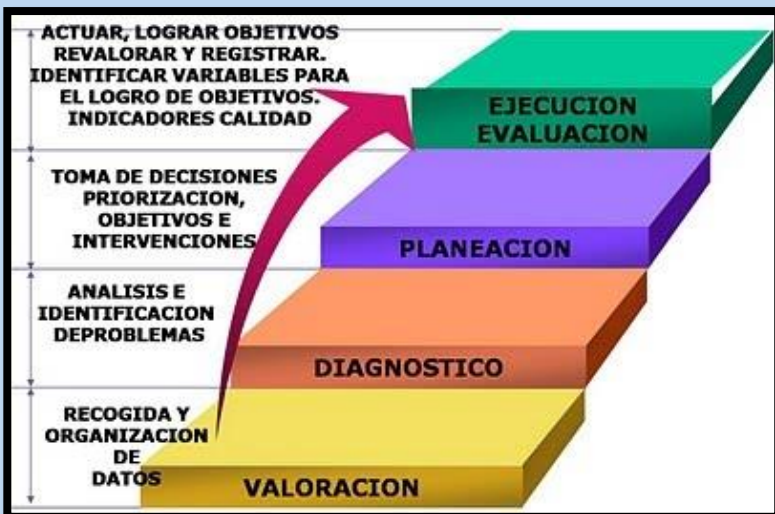 ACTUAR, LOGRAR OBJETIVOS
REVALORAR Y REGISTRAR.
IDENTIFICAR VARIABLES PARA
EL LOGRO DE OBJETIVOS.
INDICADORES CALIDAD
EJECUCION
EVALUACION
TOMA DE DECISIONES
PRIORIZACION,
OBJETIVOS E
INTERVENCIONES
PLANEACION
ANALISIS E
IDENTIFICACION
DEPROBLEMAS
DIAGNOSTICO
RECOGIDA Y
ORGANIZACION
DE
DATOS
VALORACION